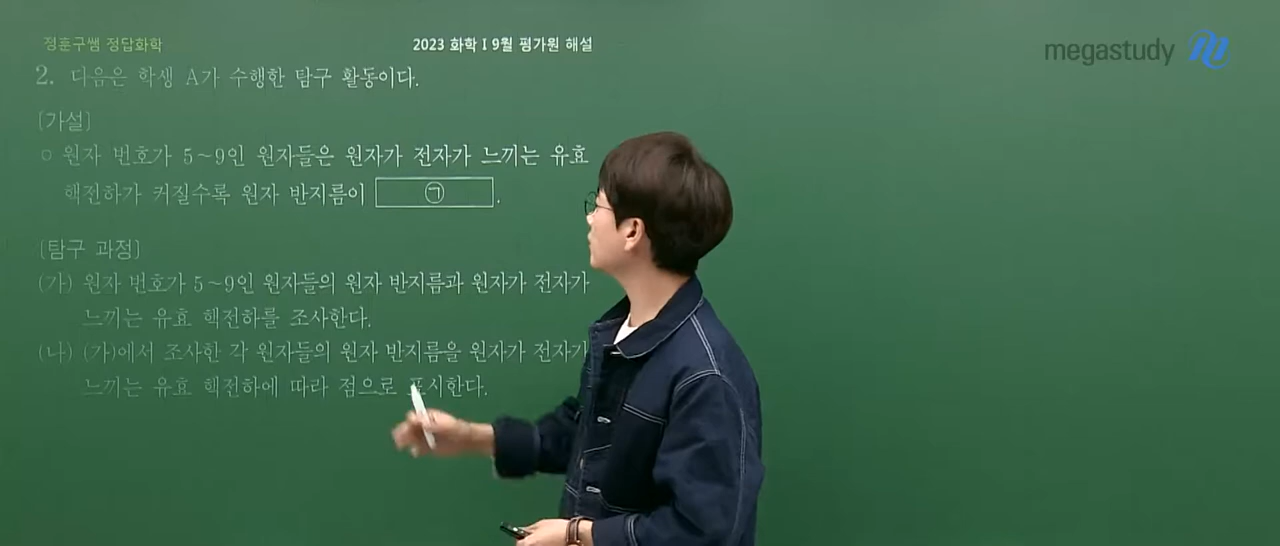 정훈구쌤 정답화학
2023 화학 I 9월 평가원 해설
megastudy
2. 다음은 학생 A가 수행한 탐구 활동이다.
[가설]
○ 원자 번호가 5~9인 원자들은 원자가 전자가 느끼는 유효
핵전하가 커질수록 원자 반지름이 ㉠.
[탐구 과정]
(가) 원자 번호가 5~9인 원자들의 원자 반지름과 원자가 전자가
느끼는 유효 핵전하를 조사한다.
(나) (가)에서 조사한 각 원자들의 원자 반지름을 원자가 전자가
느끼는 유효 핵전하에 따라 점으로 표시한다.